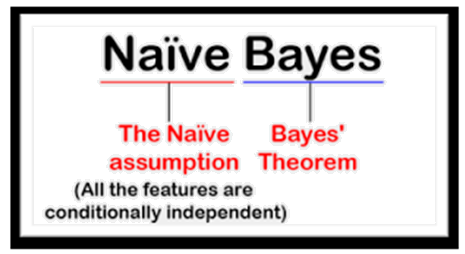 Naïve Bayes
The Naïve Bayes'
assumption Theorem
(All the features are
conditionally independent)